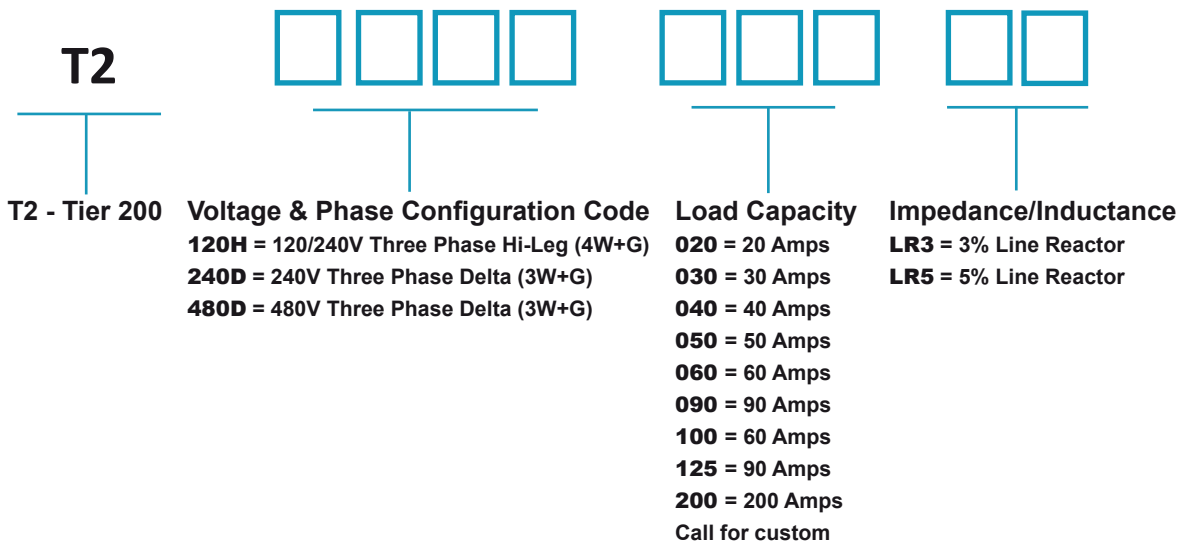 T2
T2 - Tier 200
Voltage & Phase Configuration Code
120H = 120/240V Three Phase Hi-Leg (4W+G)
240D = 240V Three Phase Delta (3W+G)
480D = 480V Three Phase Delta (3W+G)
Load Capacity
020 = 20 Amps
030 = 30 Amps
040 = 40 Amps
050 = 50 Amps
060 = 60 Amps
090 = 90 Amps
100 = 60 Amps
125 = 90 Amps
200 = 200 Amps
Call for custom
Impedance/Inductance
LR3 = 3% Line Reactor
LR5 = 5% Line Reactor